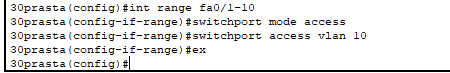 30prasta(config)#int range fa0/1-10
30prasta(config-if-range)#switchport mode access
30prasta(config-if-range)#switchport access vlan 10
30prasta(config-if-range)#ex
30prasta(config)#